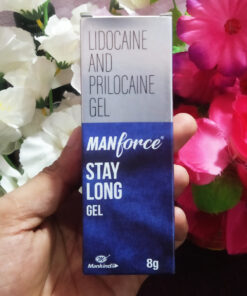 LIDOCAINE
AND
PRILOCAINE
GEL
MANforce®
STAY
LONG
GEL
Mankind
8g